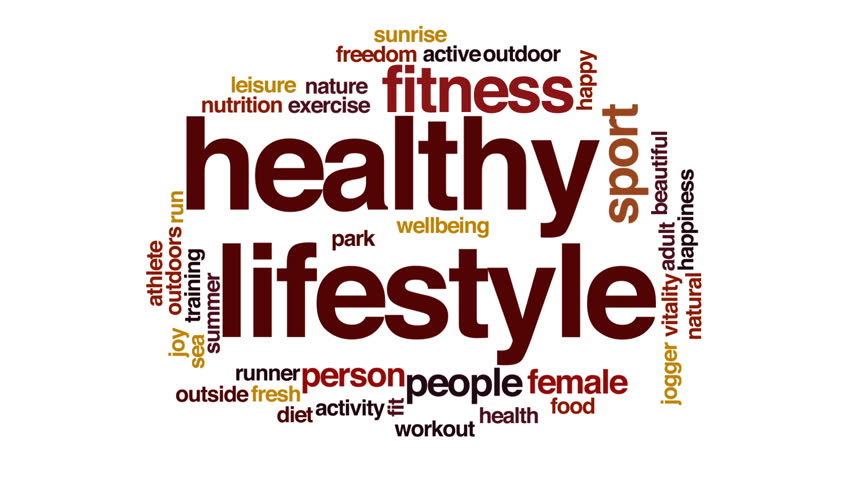 sunrise
freedom active outdoor
leisure nature fitness happy
nutrition exercise
healthy
sport
beautiful
happiness
adult
vitality
natural
jogger
wellbeing
park
run
athlete
outdoors
training
joy
sea
summer
lifestyle
runner person people female
outside fresh
diet activity fit health food
workout